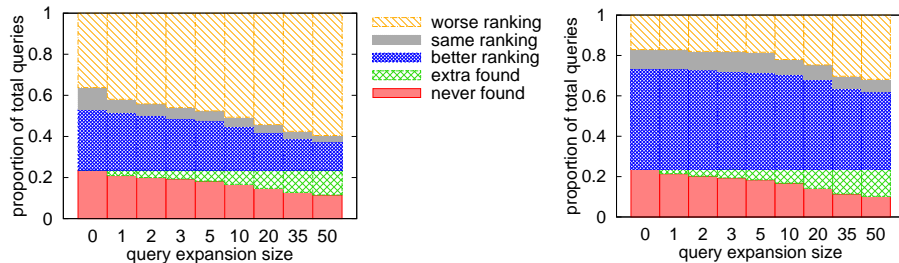 proportion of total queries
1
0.8
0.6
0.4
0.2
0
0 1 2 3 5 10 20 35 50
query expansion size
worse ranking
same ranking
better ranking
extra found
never found
proportion of total queries
1
0.8
0.6
0.4
0.2
0
0 1 2 3 5 10 20 35 50
query expansion size